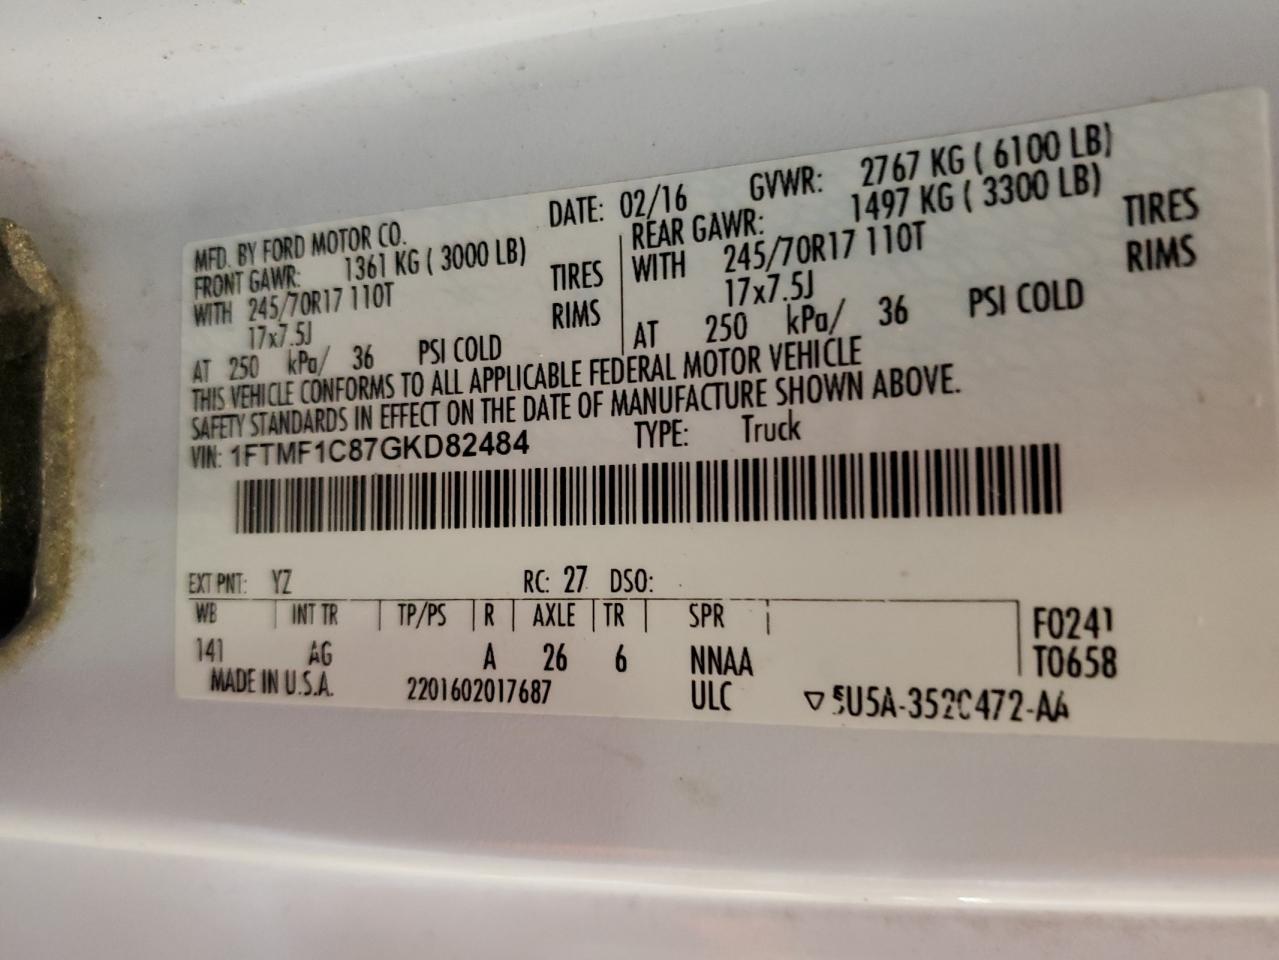 MFD. BY FORD MOTOR CO. DATE: 02/16 GVWR: 2767 KG ( 6100 LB)
FRONT GAWR: 1361 KG ( 3000 LB) REAR GAWR: 1497 KG ( 3300 LB)
WITH 245/70R17 110T TIRES WITH 245/70R17 110T TIRES
17x7.5J RIMS 17x7.5J RIMS
AT 250 kPa/ 36 PSI COLD AT 250 kPa/ 36 PSI COLD
THIS VEHICLE CONFORMS TO ALL APPLICABLE FEDERAL MOTOR VEHICLE
SAFETY STANDARDS IN EFFECT ON THE DATE OF MANUFACTURE SHOWN ABOVE.
VIN: 1FTMF1C87GKD82484 TYPE: Truck
EXT PNT: YZ RC: 27 DSO:
WB INT TR TP/PS R AXLE TR SPR F0241
141 AG A 26 6 NNAA T0658
MADE IN U.S.A. 2201602017687 ULC ▽5U5A-3520472-AA